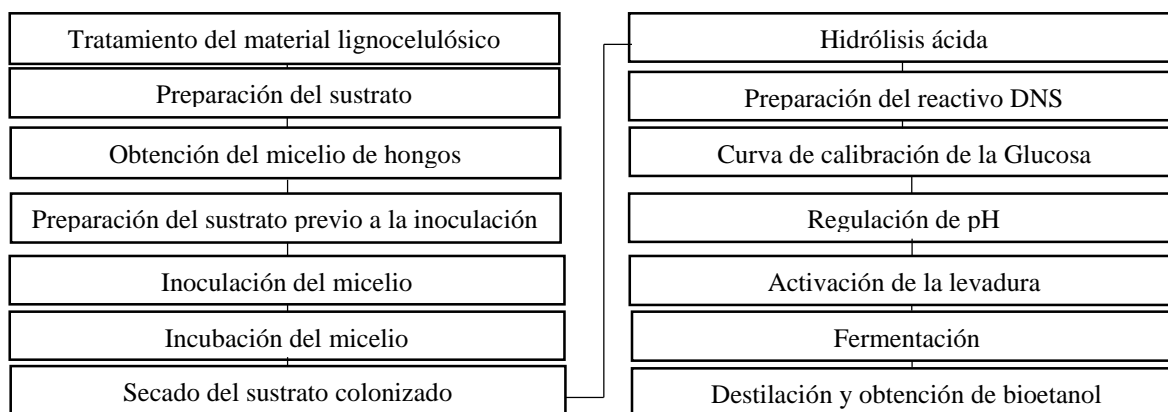 Tratamiento del material lignocelulósico
Preparación del sustrato
Obtención del micelio de hongos
Preparación del sustrato previo a la inoculación
Inoculación del micelio
Incubación del micelio
Secado del sustrato colonizado
Hidrólisis ácida
Preparación del reactivo DNS
Curva de calibración de la Glucosa
Regulación de pH
Activación de la levadura
Fermentación
Destilación y obtención de bioetanol